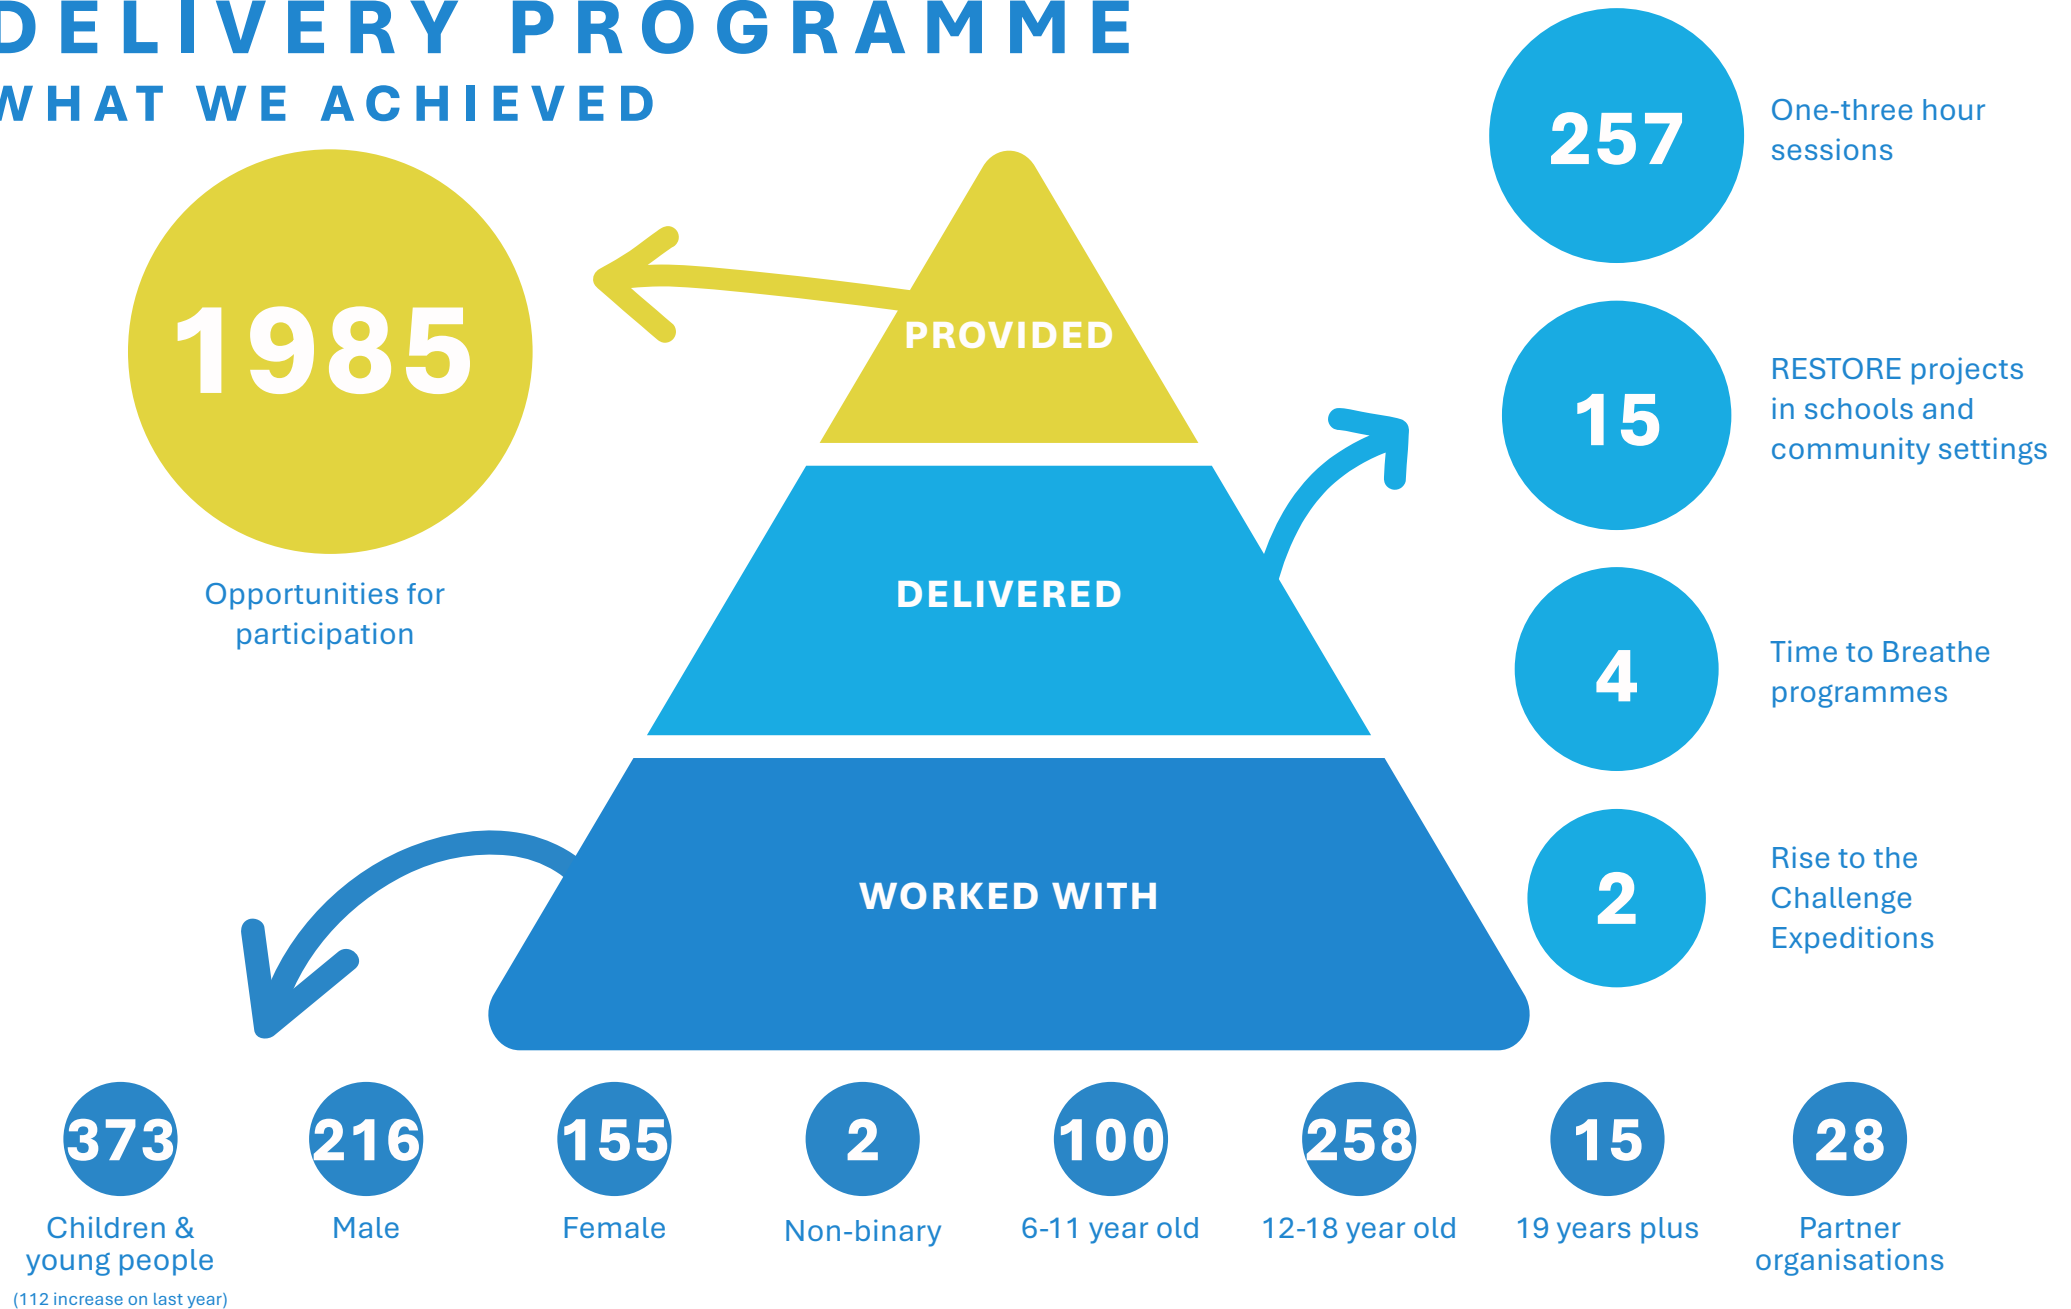 DELIVERY PROGRAMME
WHAT WE ACHIEVED
1985
Opportunities for
participation
PROVIDED
DELIVERED
WORKED WITH
257
One-three hour
sessions
15
RESTORE projects
in schools and
community settings
4
Time to Breathe
programmes
2
Rise to the
Challenge
Expeditions
373
Children &
young people
(112 increase on last year)
216
Male
155
Female
2
Non-binary
100
6-11 year old
258
12-18 year old
15
19 years plus
28
Partner
organisations